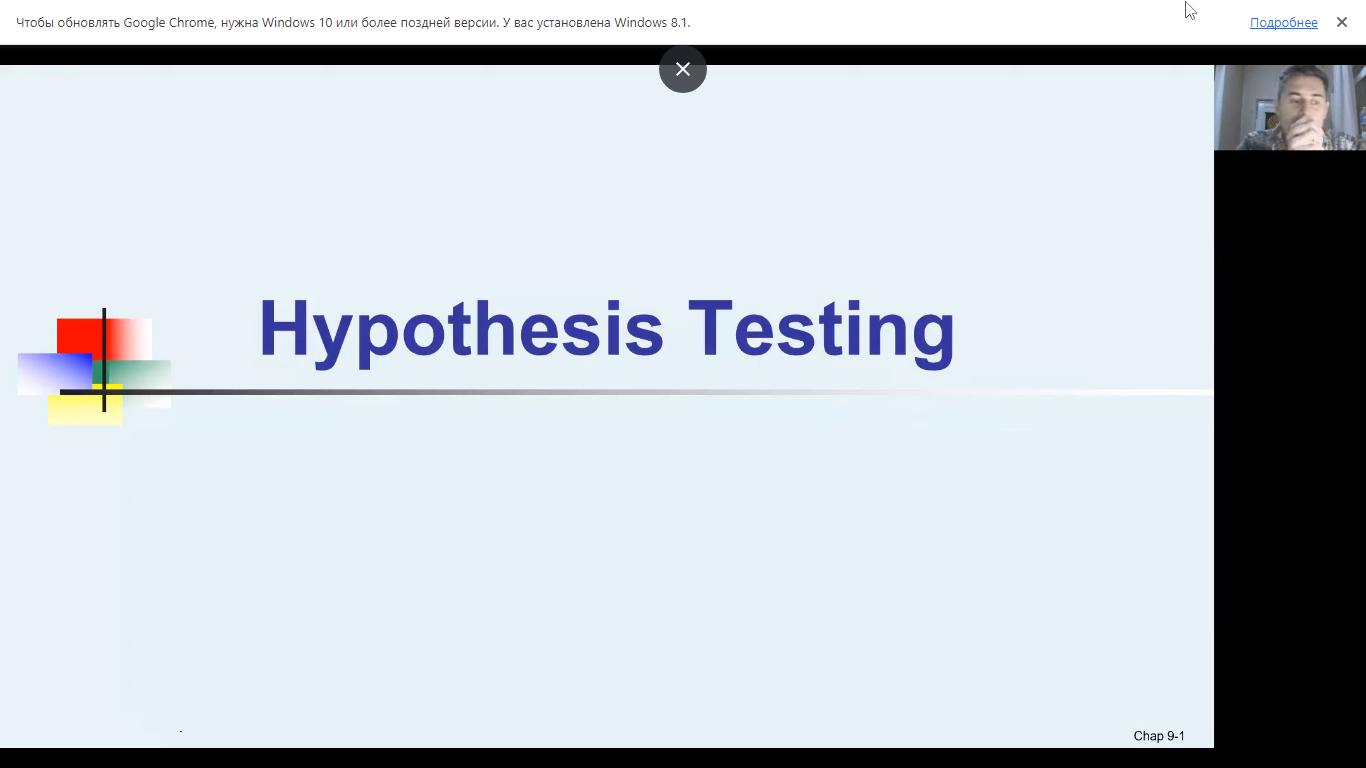 Чтобы обновлять Google Chrome, нужна Windows 10 или более поздней версии. У вас установлена Windows 8.1.
Подробнее
Hypothesis Testing
Chap 9-1